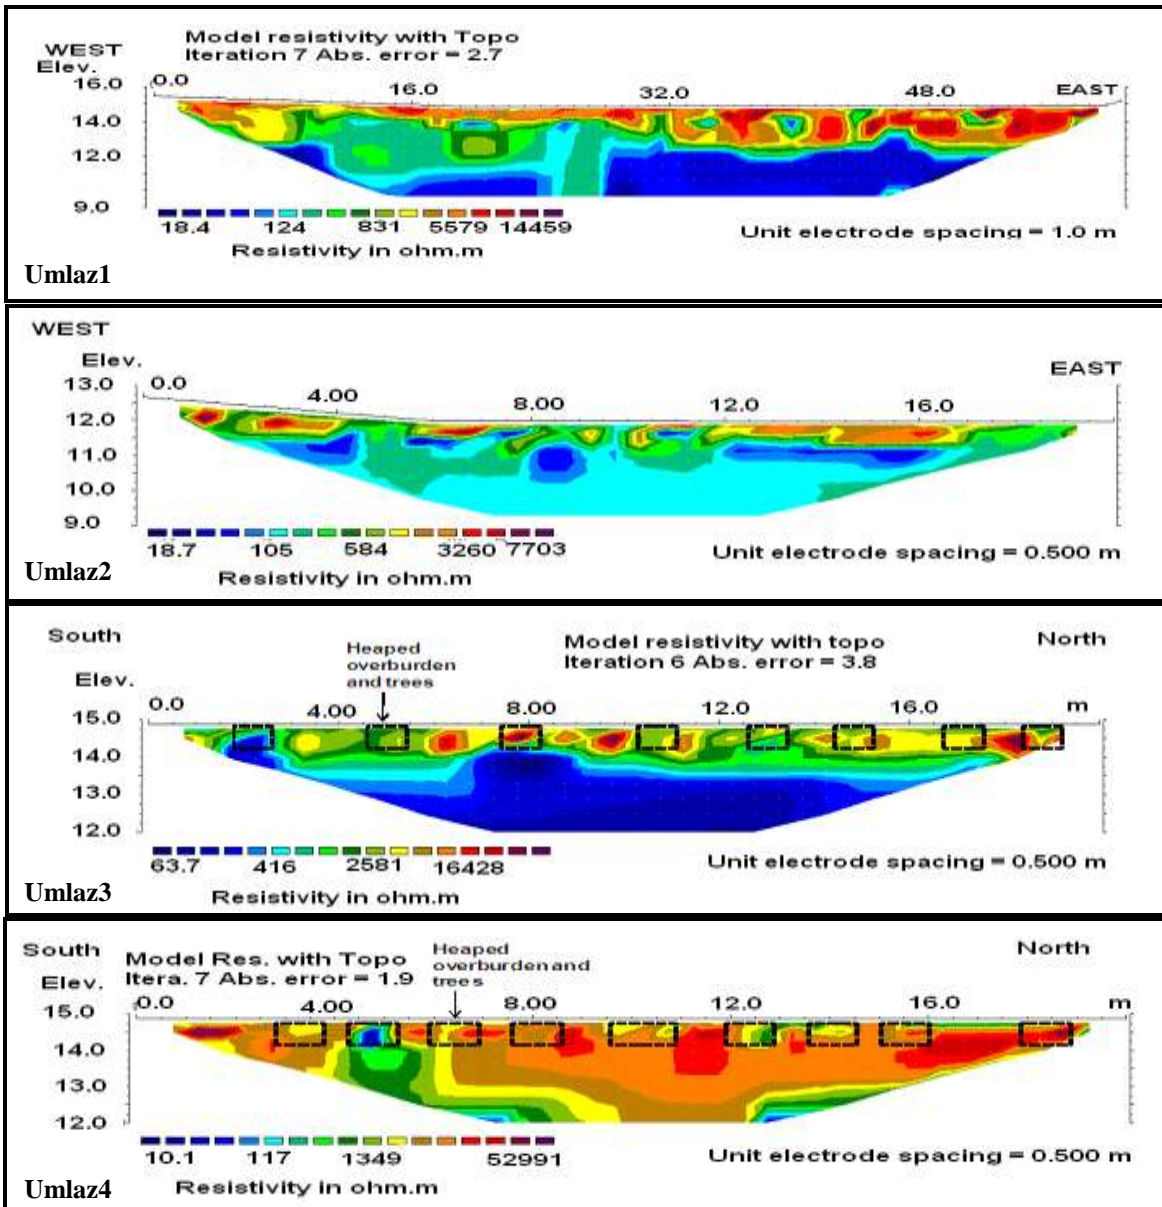 Model resistivity with Topo
Iteration 7 Abs. error = 2.7
WEST
Elev.
EAST
16.0
0.0 16.0 32.0 48.0
14.0
12.0
9.0
18.4 124 831 5579 14459
Resistivity in ohm.m
Unit electrode spacing = 1.0 m
Umlaz1
WEST
Elev.
EAST
13.0
0.0 4.00 8.00 12.0 16.0
12.0
11.0
10.0
9.0
18.7 105 584 3260 7703
Resistivity in ohm.m
Unit electrode spacing = 0.500 m
Umlaz2
South
North
Heaped
overburden
and trees
Model resistivity with topo
Iteration 6 Abs. error = 3.8
Elev.
0.0 4.00 8.00 12.0 16.0 m
15.0
14.0
13.0
12.0
63.7 416 2581 16428
Resistivity in ohm.m
Unit electrode spacing = 0.500 m
Umlaz3
South
North
Model Res. with Topo
Itera. 7 Abs. error = 1.9
Heaped
overburden and
trees
Elev.
0.0 4.00 8.00 12.0 16.0 m
15.0
14.0
13.0
12.0
10.1 117 1349 52991
Resistivity in ohm.m
Unit electrode spacing = 0.500 m
Umlaz4